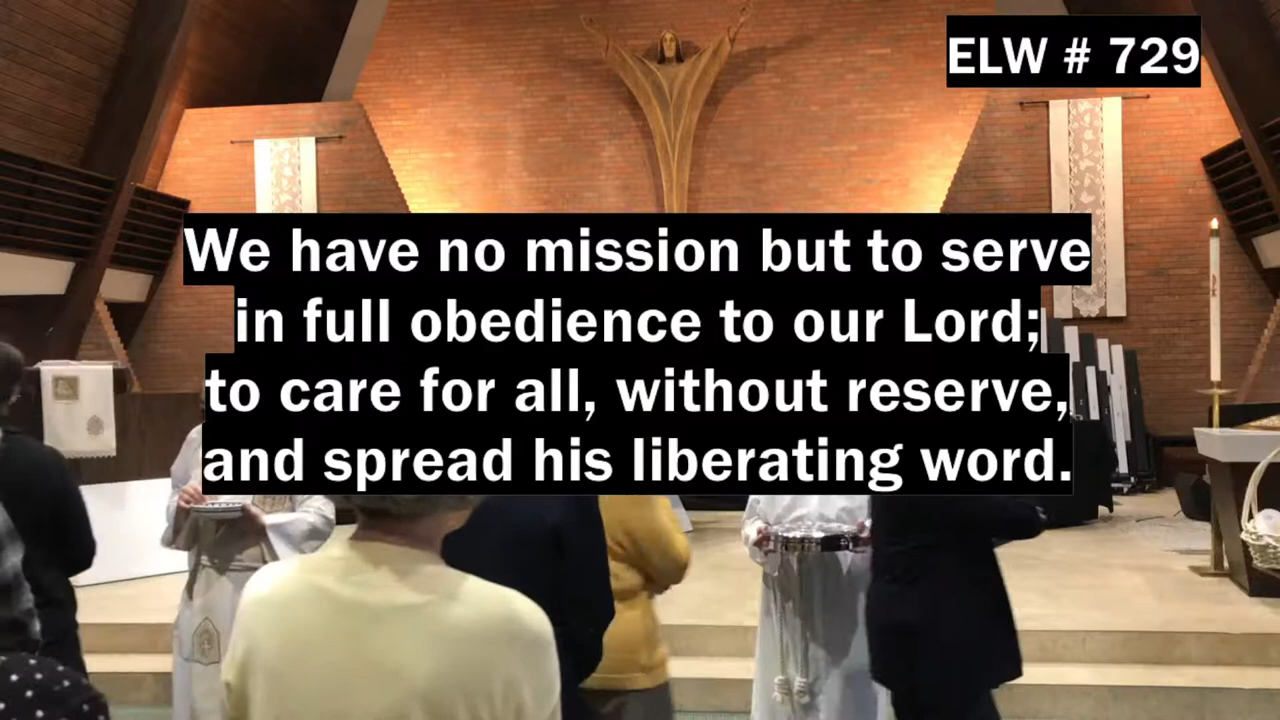 ELW # 729
We have no mission but to serve
in full obedience to our Lord;
to care for all, without reserve,
and spread his liberating word.